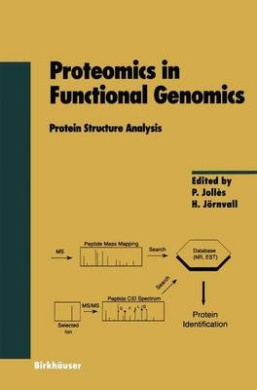 Proteomics in
Functional Genomics
Protein Structure Analysis
Edited by
P. Jollès
H. Jörnvall
MS
Peptide Mass Mapping
Search
Database
(NR, EST)
Search
MS/MS
Peptide CID Spectrum
Selected
Ion
Protein
Identification
Birkhäuser